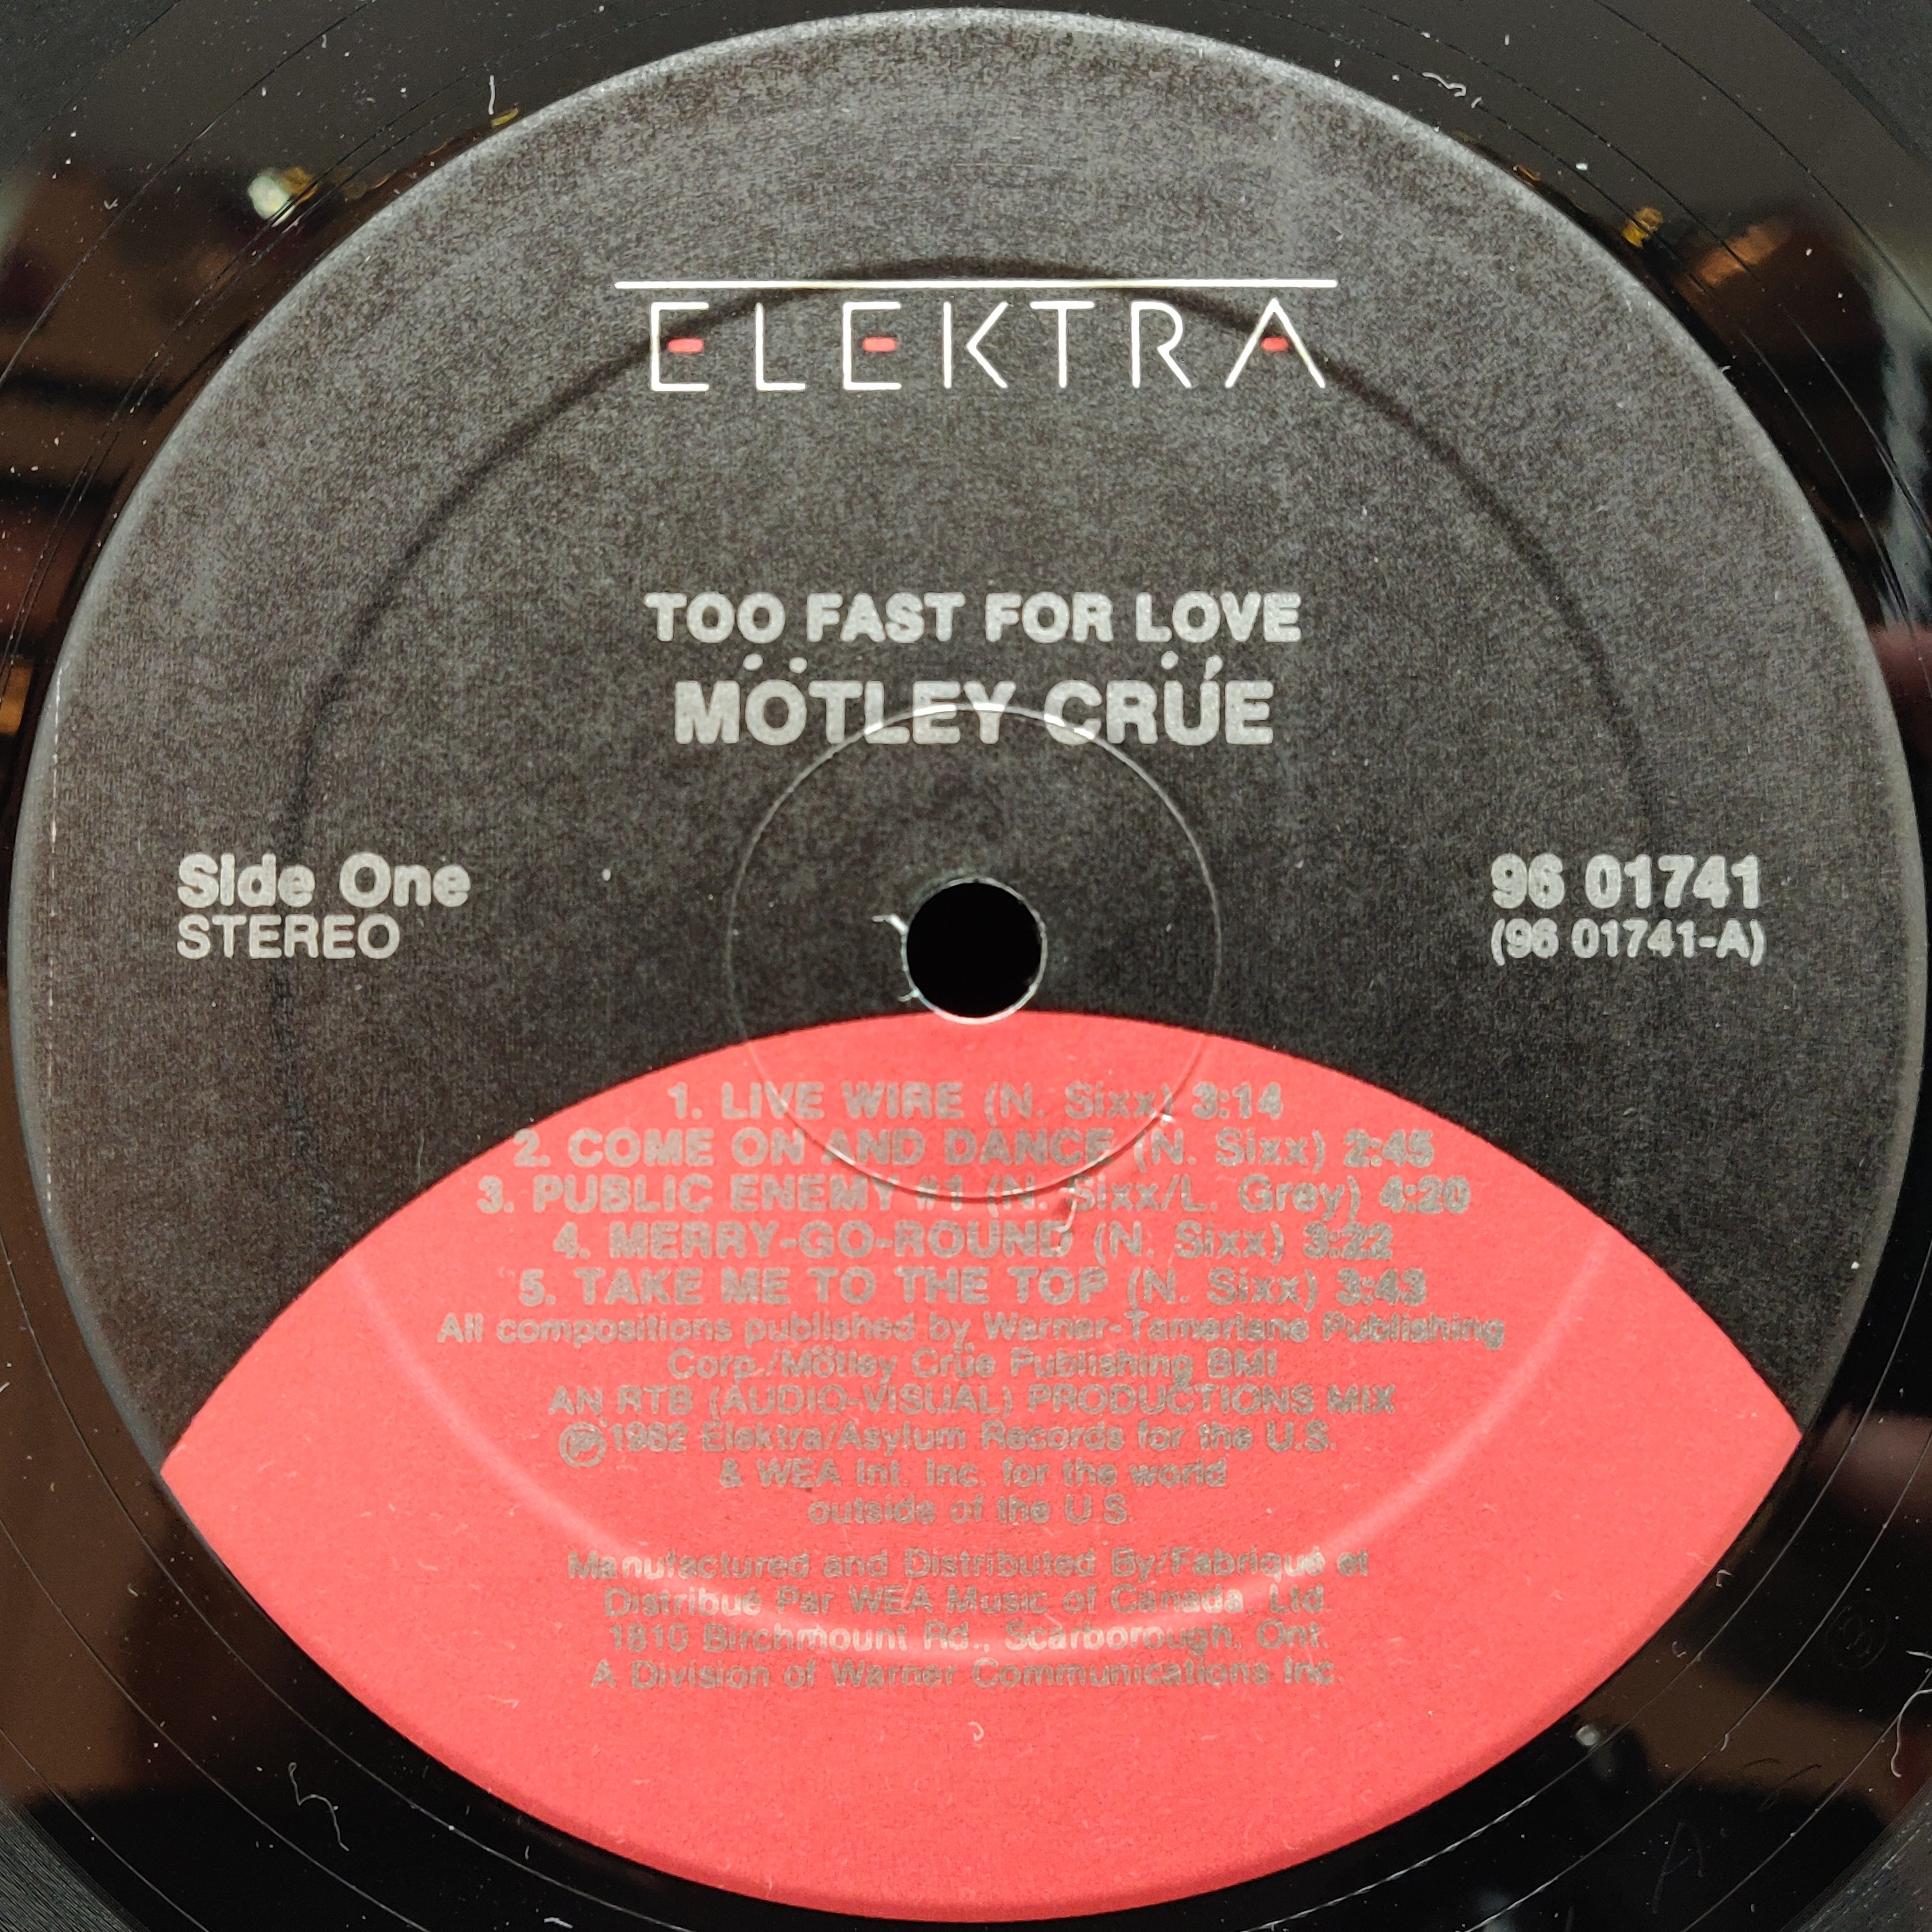 ELEKTRA
TOO FAST FOR LOVE
MÖTLEY CRÜE
Side One
STEREO
96 01741
(96 01741-A)
1. LIVE WIRE (N. Sixx) 3:14
2. COME ON AND DANCE (N. Sixx) 2:45
3. PUBLIC ENEMY #1 (N. Sixx/L. Grey) 4:20
4. MERRY-GO-ROUND (N. Sixx) 3:22
5. TAKE ME TO THE TOP (N. Sixx) 3:43
All compositions published by Warner-Tamerlane Publishing
Corp./Mötley Crüe Publishing BMI
AN RTB (AUDIO-VISUAL) PRODUCTIONS MIX
℗1982 Elektra/Asylum Records for the U.S.
& WEA Int. Inc. for the world
outside of the U.S.
Manufactured and Distributed By/Fabriqué et
Distribué Par WEA Music of Canada, Ltd.
1810 Birchmount Rd., Scarborough, Ont.
A Division of Warner Communications Inc.